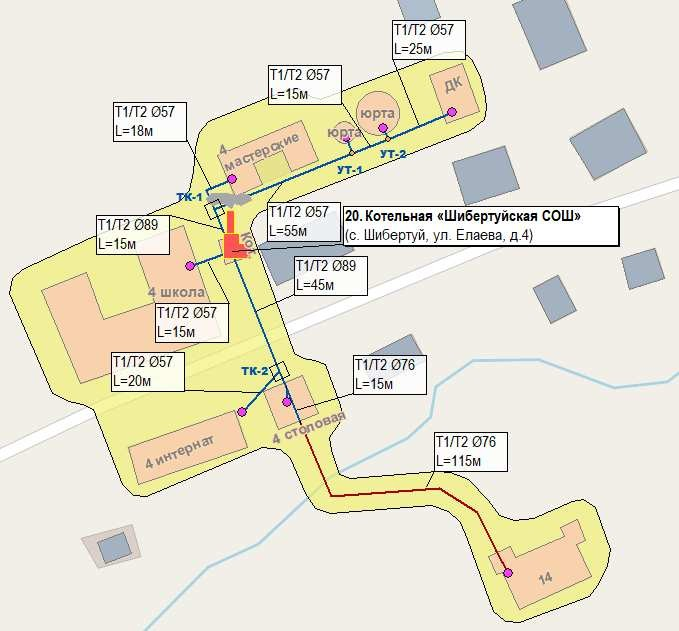 Т1/Т2 Ø57
L=25м
Т1/Т2 Ø57
L=15м
ДК
юрта
юрта
Т1/Т2 Ø57
L=18м
4
мастерские
УТ-2
УТ-1
ТК-1
Т1/Т2 Ø57
L=55м
20. Котельная «Шибертуйская СОШ»
(с. Шибертуй, ул. Елаева, д.4)
Т1/Т2 Ø89
L=15м
Т1/Т2 Ø89
L=45м
4 школа
Т1/Т2 Ø57
L=15м
ТК-2
Т1/Т2 Ø57
L=20м
Т1/Т2 Ø76
L=15м
4 столовая
4 интернат
Т1/Т2 Ø76
L=115м
14